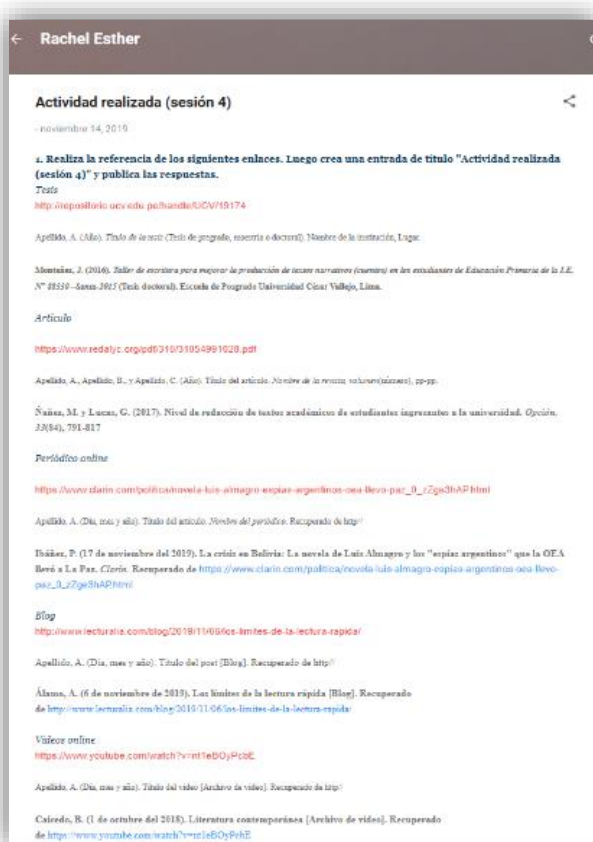 Rachel Esther
Actividad realizada (sesión 4)
- noviembre 14, 2019
1. Realiza la referencia de los siguientes enlaces. Luego crea una entrada de título "Actividad realizada
(sesión 4)" y publica las respuestas.
Tesis
http://repositorio.ucv.edu.pe/handle/UCV/19174
Apellido, A. (Año). Título de la tesis (Tesis de pregrado, maestría o doctoral). Nombre de la institución, Lugar.
Montañez, J. (2016). Taller de escritura para mejorar la producción de textos narrativos (cuentos) en los estudiantes de Educación Primaria de la I.E.
N° 88330 –Santa-2015 (Tesis doctoral). Escuela de Posgrado Universidad César Vallejo, Lima.
Artículo
https://www.redalyc.org/pdf/310/31054991028.pdf
Apellido, A., Apellido, B., y Apellido, C. (Año). Título del artículo. Nombre de la revista, volumen(número), pp-pp.
Ñañez, M. y Lucas, G. (2017). Nivel de redacción de textos académicos de estudiantes ingresantes a la universidad. Opción,
33(84), 791-817
Periódico online
https://www.clarin.com/politica/novela-luis-almagro-espias-argentinos-oea-llevo-paz_0_zZge3hAP.html
Apellido, A. (Día, mes y año). Título del artículo. Nombre del periódico. Recuperado de http://
Ibáñez, P. (17 de noviembre del 2019). La crisis en Bolivia: La novela de Luis Almagro y los "espías argentinos" que la OEA
llevó a La Paz. Clarín. Recuperado de https://www.clarin.com/politica/novela-luis-almagro-espias-argentinos-oea-llevo-
paz_0_zZge3hAP.html
Blog
http://www.lecturalia.com/blog/2019/11/06/los-limites-de-la-lectura-rapida/
Apellido, A. (Día, mes y año). Título del post [Blog]. Recuperado de http://
Álamo, A. (6 de noviembre de 2019). Los límites de la lectura rápida [Blog]. Recuperado
de http://www.lecturalia.com/blog/2019/11/06/los-limites-de-la-lectura-rapida/
Videos online
https://www.youtube.com/watch?v=nt1eBOyPcbE
Apellido, A. (Día, mes y año). Título del video [Archivo de video]. Recuperado de http://
Caicedo, B. (1 de octubre del 2018). Literatura contemporánea [Archivo de video]. Recuperado
de https://www.youtube.com/watch?v=nt1eBOyPcbE